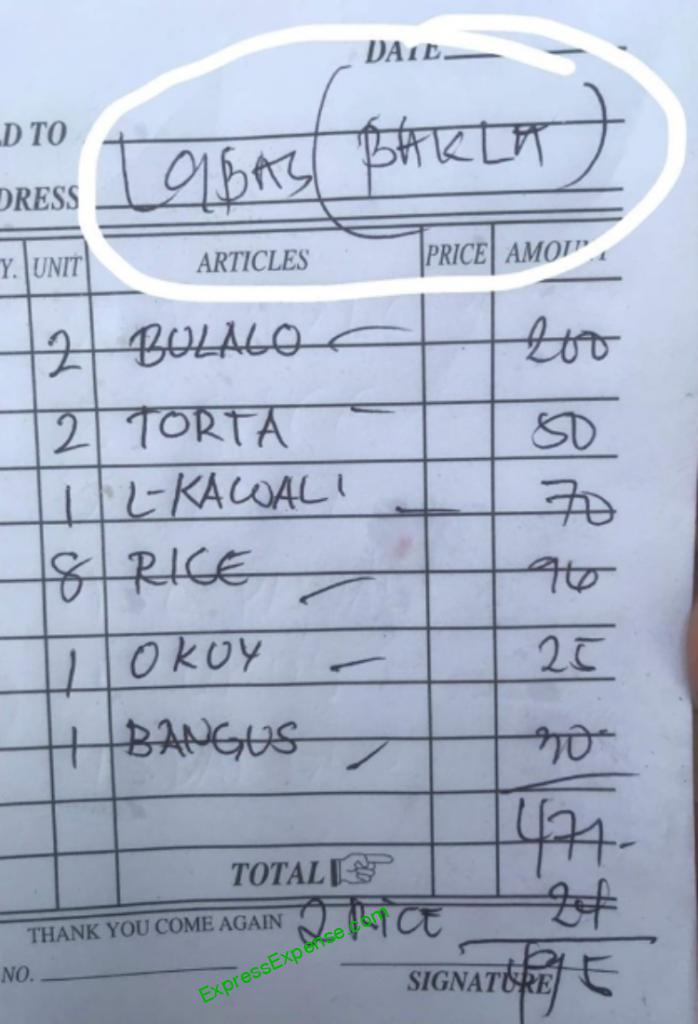 DATE
D TO LABAS (BAKLA)
DRESS
Y. UNIT ARTICLES PRICE AMOUNT
2 BULALO 200
2 TORTA 50
1 L-KAWALI 70
8 RICE 96
1 OKOY 25
1 BANGUS 30
471-
TOTAL
2 RICE 24
THANK YOU COME AGAIN
495
NO. SIGNATURE
ExpressExpense.com